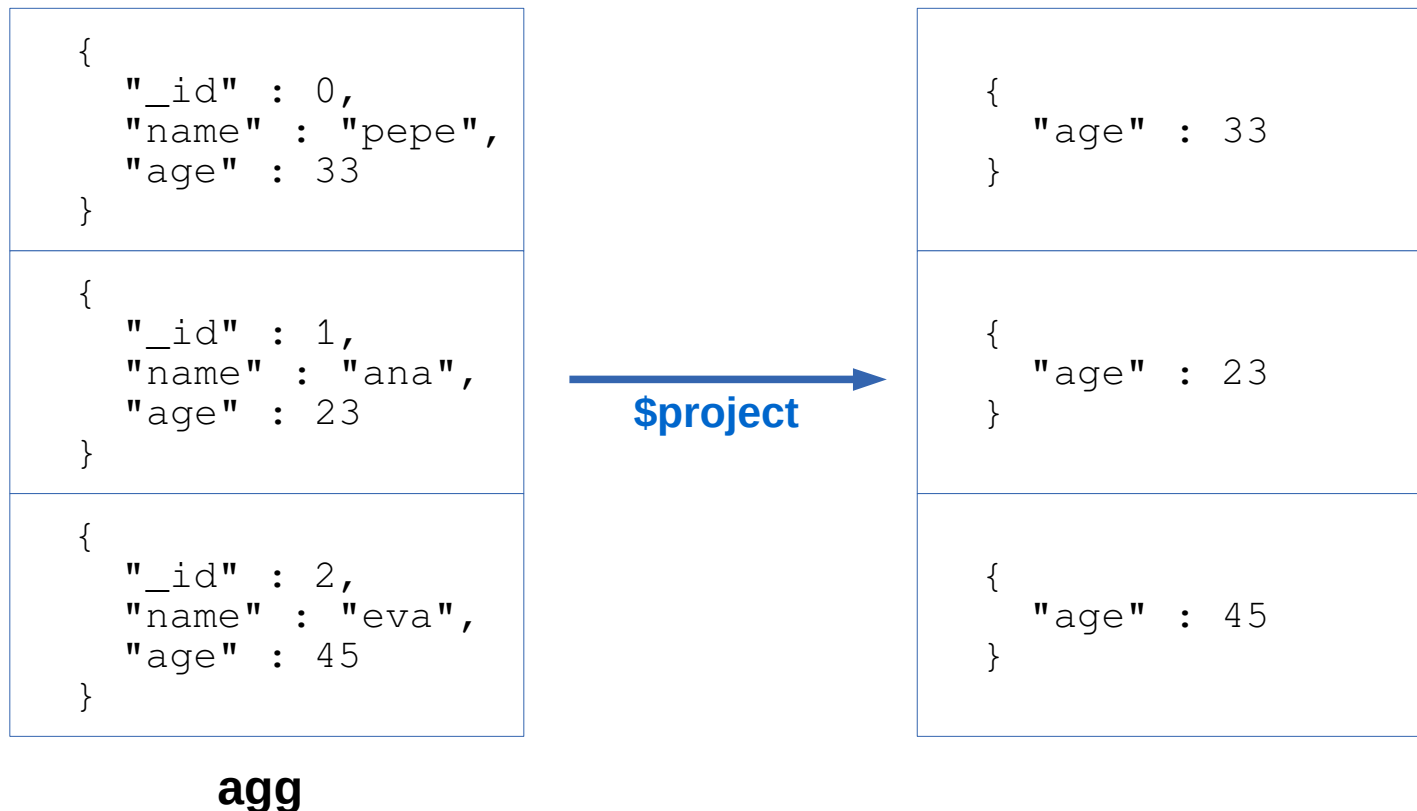 {
"_id" : 0,
"name" : "pepe",
"age" : 33
}
{
"_id" : 1,
"name" : "ana",
"age" : 23
}
{
"_id" : 2,
"name" : "eva",
"age" : 45
}
agg
$project
{
"age" : 33
}
{
"age" : 23
}
{
"age" : 45
}